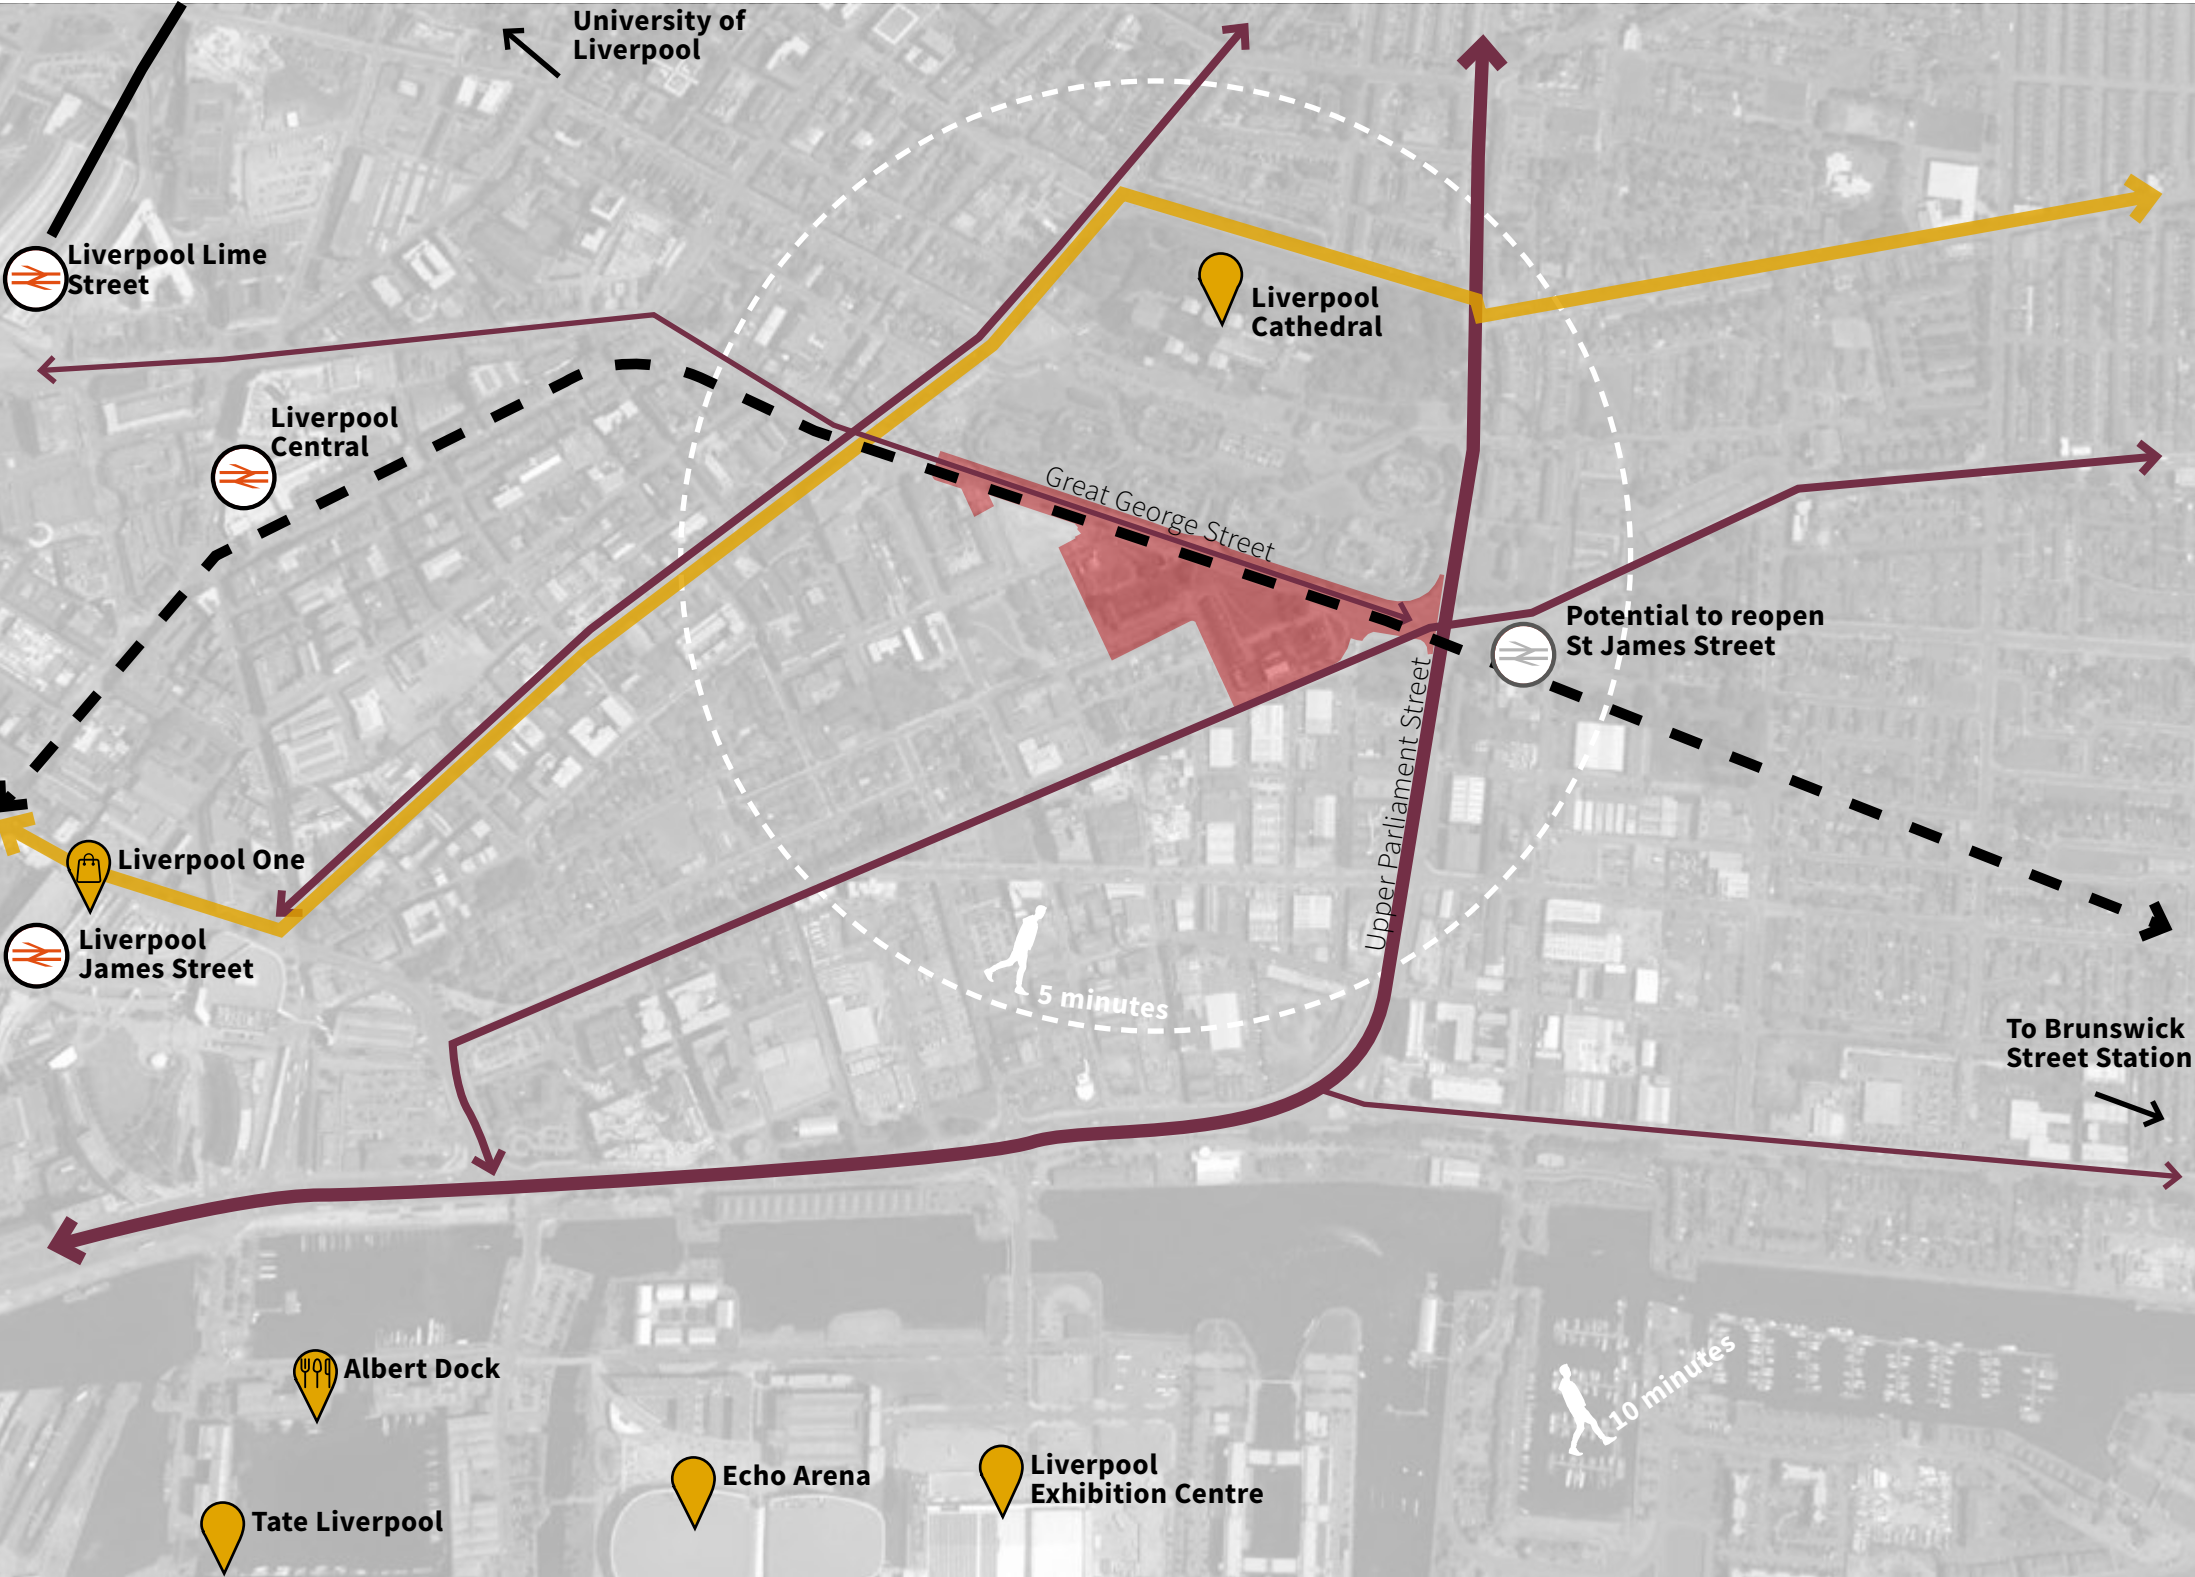 University of
Liverpool
Liverpool Lime
Street
Liverpool
Cathedral
Liverpool
Central
Great George Street
Potential to reopen
St James Street
Upper Parliament Street
Liverpool One
Liverpool
James Street
5 minutes
To Brunswick
Street Station
10 minutes
Albert Dock
Echo Arena
Liverpool
Exhibition Centre
Tate Liverpool